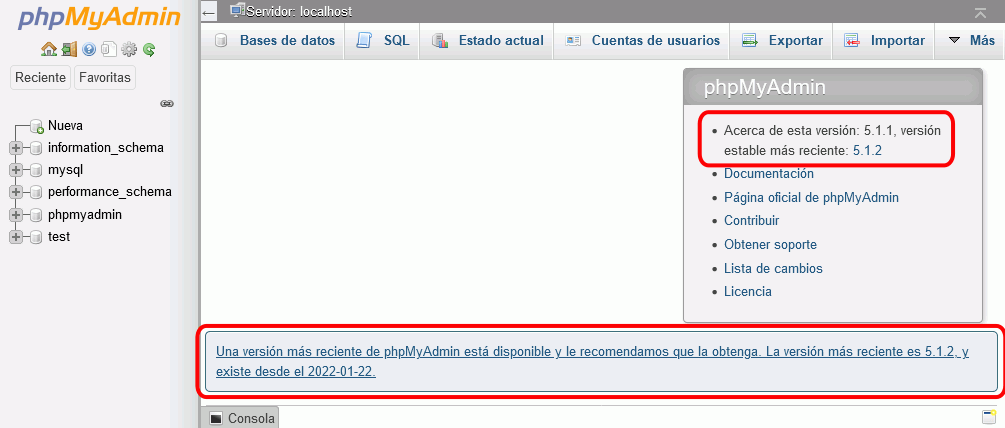 phpMyAdmin
Reciente Favoritas
Nueva
information_schema
mysql
performance_schema
phpmyadmin
test
Servidor: localhost
Bases de datos SQL Estado actual Cuentas de usuarios Exportar Importar Más
phpMyAdmin
Acerca de esta versión: 5.1.1, versión
estable más reciente: 5.1.2
Documentación
Página oficial de phpMyAdmin
Contribuir
Obtener soporte
Lista de cambios
Licencia
Una versión más reciente de phpMyAdmin está disponible y le recomendamos que la obtenga. La versión más reciente es 5.1.2, y
existe desde el 2022-01-22.
Consola